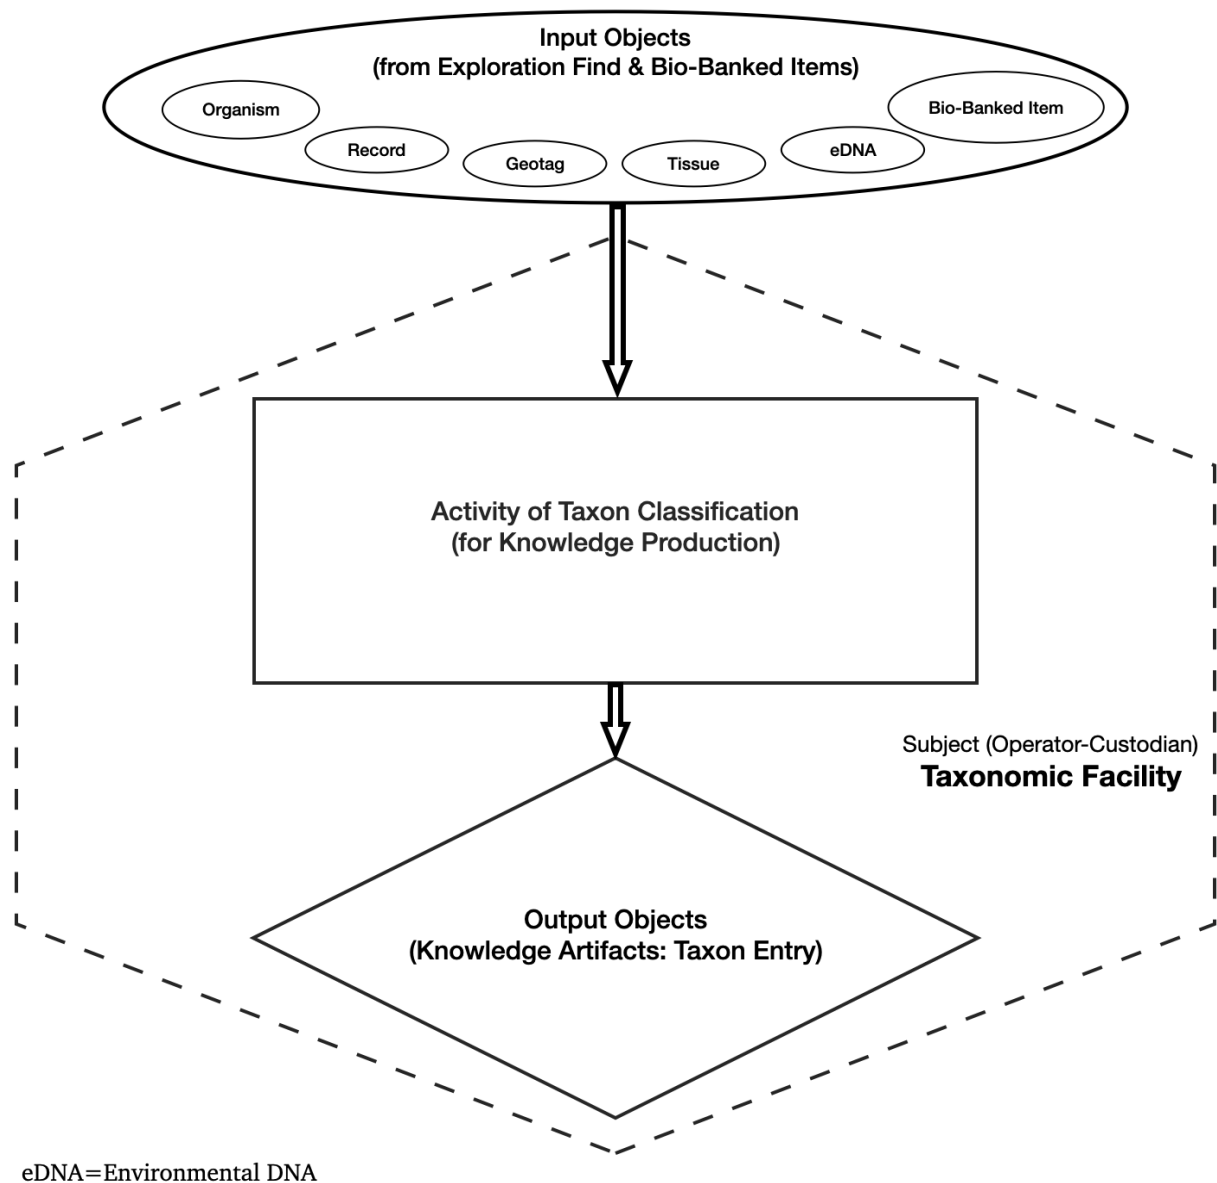 Input Objects
(from Exploration Find & Bio-Banked Items)
Organism
Record
Geotag
Tissue
eDNA
Bio-Banked Item
Activity of Taxon Classification
(for Knowledge Production)
Subject (Operator-Custodian)
Taxonomic Facility
Output Objects
(Knowledge Artifacts: Taxon Entry)
eDNA=Environmental DNA